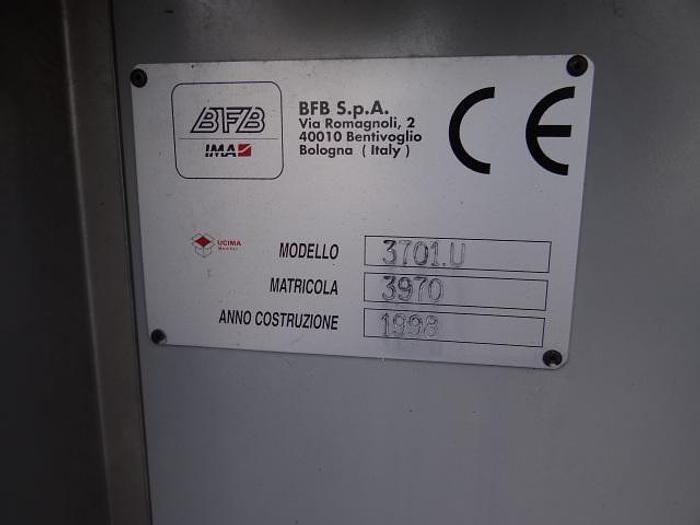 BFB
IMA
BFB S.p.A.
Via Romagnoli, 2
40010 Bentivoglio
Bologna ( Italy )
CE
UCIMA
Member
MODELLO 3701.U
MATRICOLA 3970
ANNO COSTRUZIONE 1998